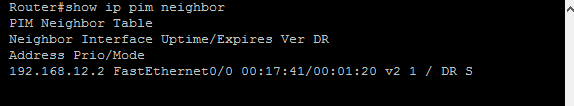 Router#show ip pim neighbor
PIM Neighbor Table
Neighbor Interface Uptime/Expires Ver DR
Address Prio/Mode
192.168.12.2 FastEthernet0/0 00:17:41/00:01:20 v2 1 / DR S